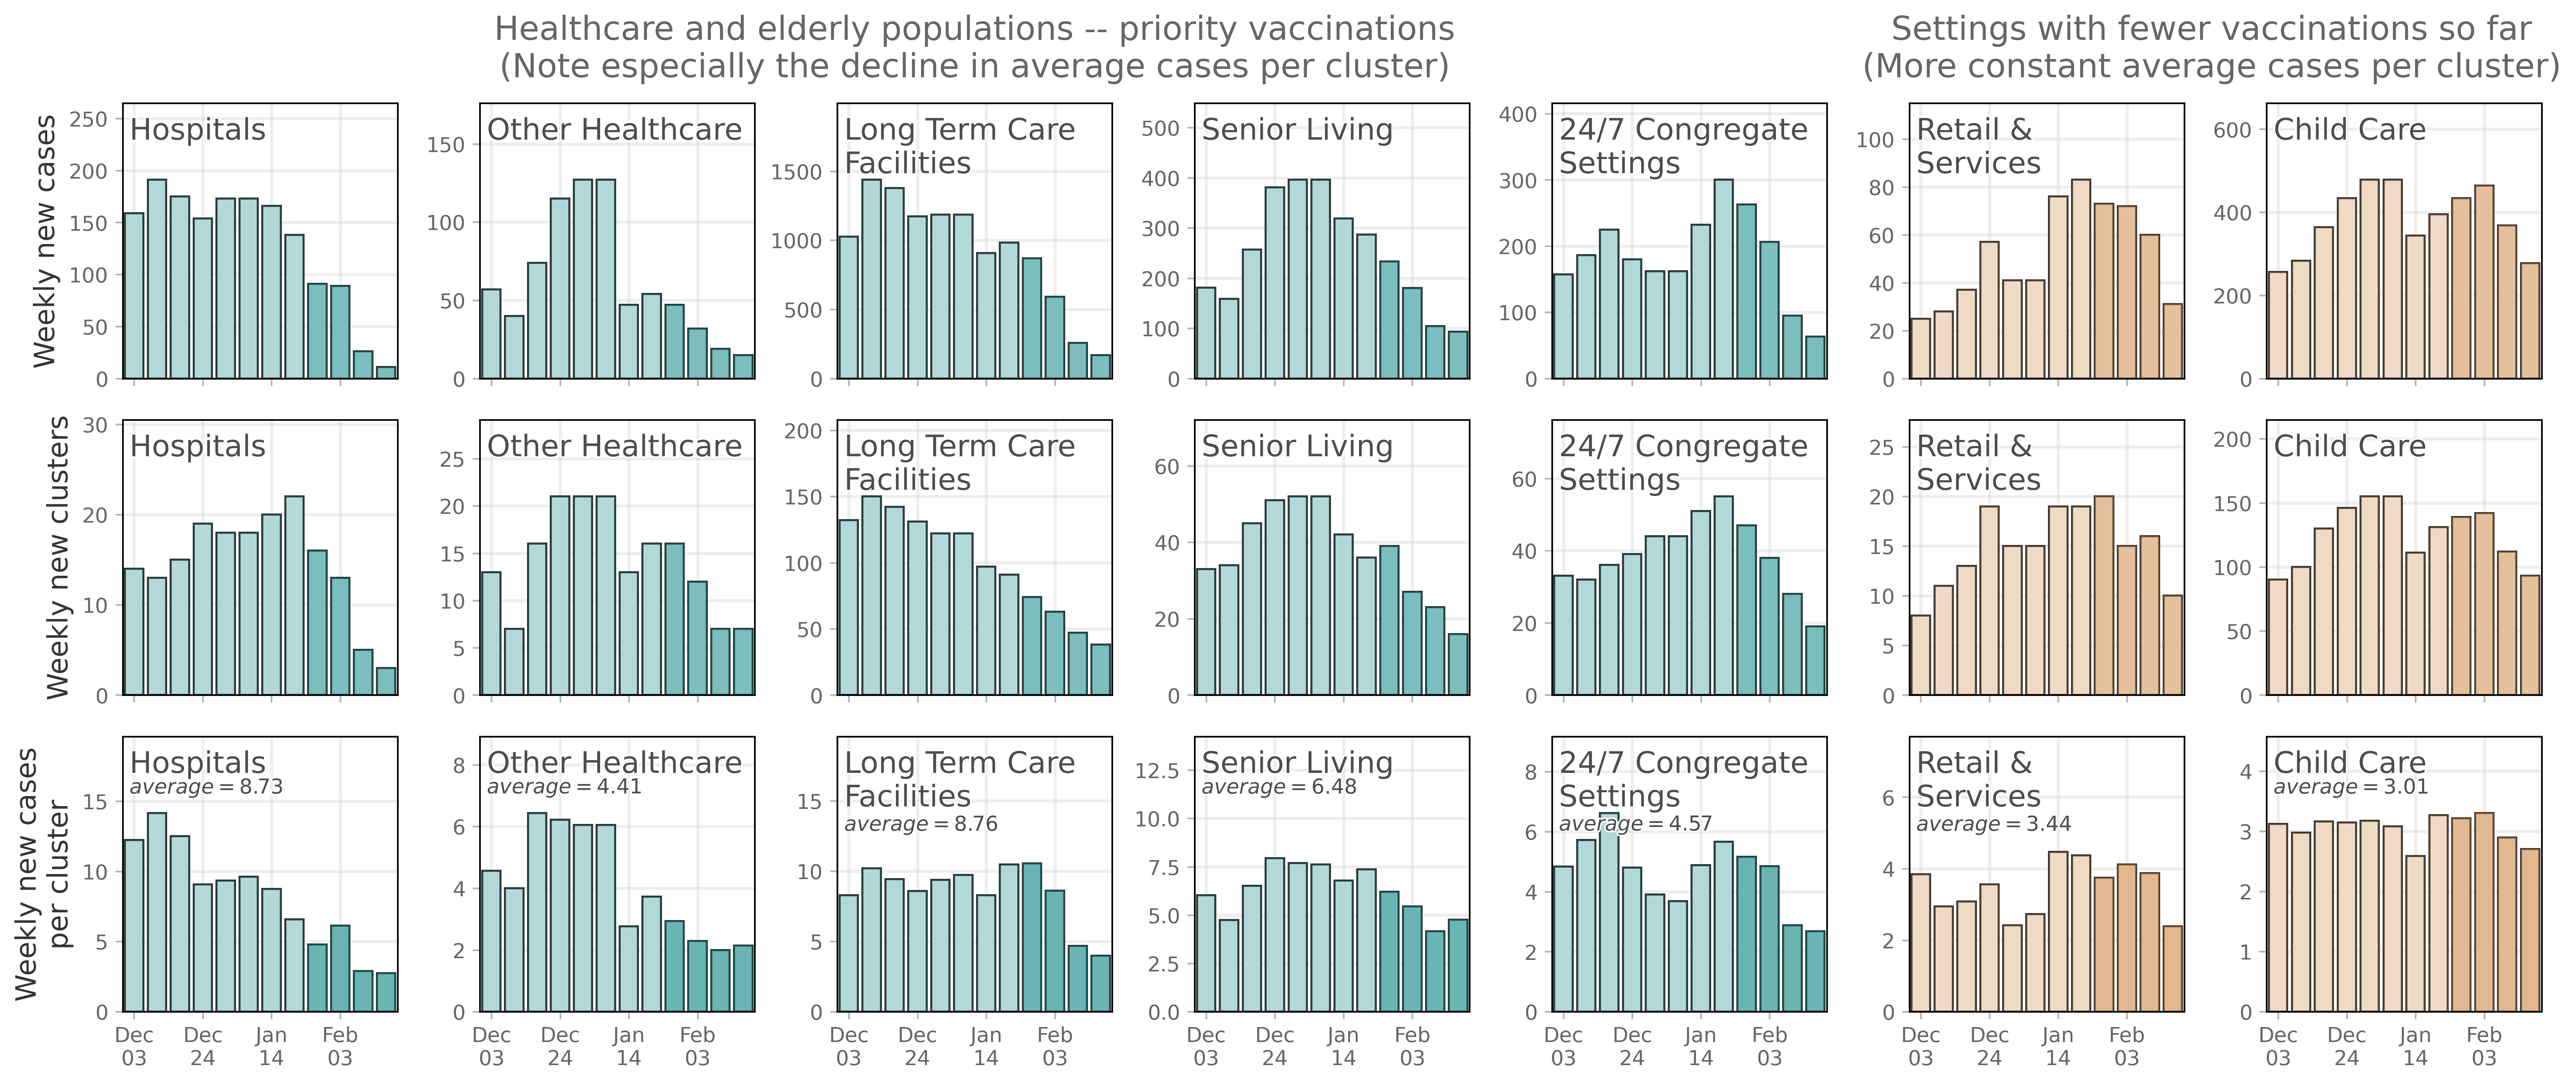 Healthcare and elderly populations -- priority vaccinations
(Note especially the decline in average cases per cluster)
Settings with fewer vaccinations so far
(More constant average cases per cluster)
Weekly new cases
250
200
150
100
50
0
Hospitals
150
100
50
0
Other Healthcare
1500
1000
500
0
Long Term Care
Facilities
500
400
300
200
100
0
Senior Living
400
300
200
100
0
24/7 Congregate
Settings
100
80
60
40
20
0
Retail &
Services
600
400
200
0
Child Care
Weekly new clusters
30
20
10
0
Hospitals
25
20
15
10
5
0
Other Healthcare
200
150
100
50
0
Long Term Care
Facilities
60
40
20
0
Senior Living
60
40
20
0
24/7 Congregate
Settings
25
20
15
10
5
0
Retail &
Services
200
150
100
50
0
Child Care
Weekly new cases
per cluster
15
10
5
0
Hospitals
average = 8.73
Dec
03
Dec
24
Jan
14
Feb
03
8
6
4
2
0
Other Healthcare
average = 4.41
Dec
03
Dec
24
Jan
14
Feb
03
15
10
5
0
Long Term Care
Facilities
average = 8.76
Dec
03
Dec
24
Jan
14
Feb
03
12.5
10.0
7.5
5.0
2.5
0.0
Senior Living
average = 6.48
Dec
03
Dec
24
Jan
14
Feb
03
8
6
4
2
0
24/7 Congregate
Settings
average = 4.57
Dec
03
Dec
24
Jan
14
Feb
03
6
4
2
0
Retail &
Services
average = 3.44
Dec
03
Dec
24
Jan
14
Feb
03
4
3
2
1
0
Child Care
average = 3.01
Dec
03
Dec
24
Jan
14
Feb
03